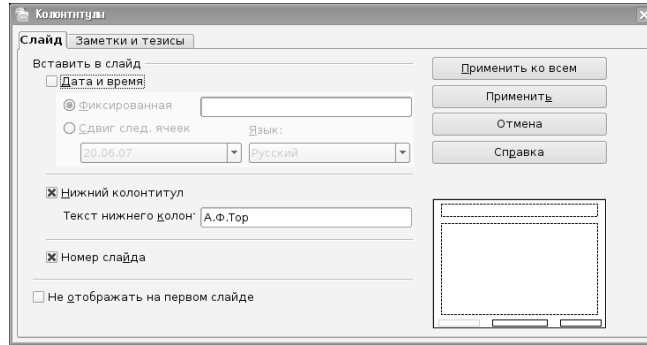 Колонтитулы
Слайд Заметки и тезисы
Вставить в слайд
Дата и время
Фиксированная
Сдвиг след. ячеек Язык:
20.06.07 Русский
Нижний колонтитул
Текст нижнего колон А.Ф.Тор
Номер слайда
Не отображать на первом слайде
Применить ко всем
Применить
Отмена
Справка